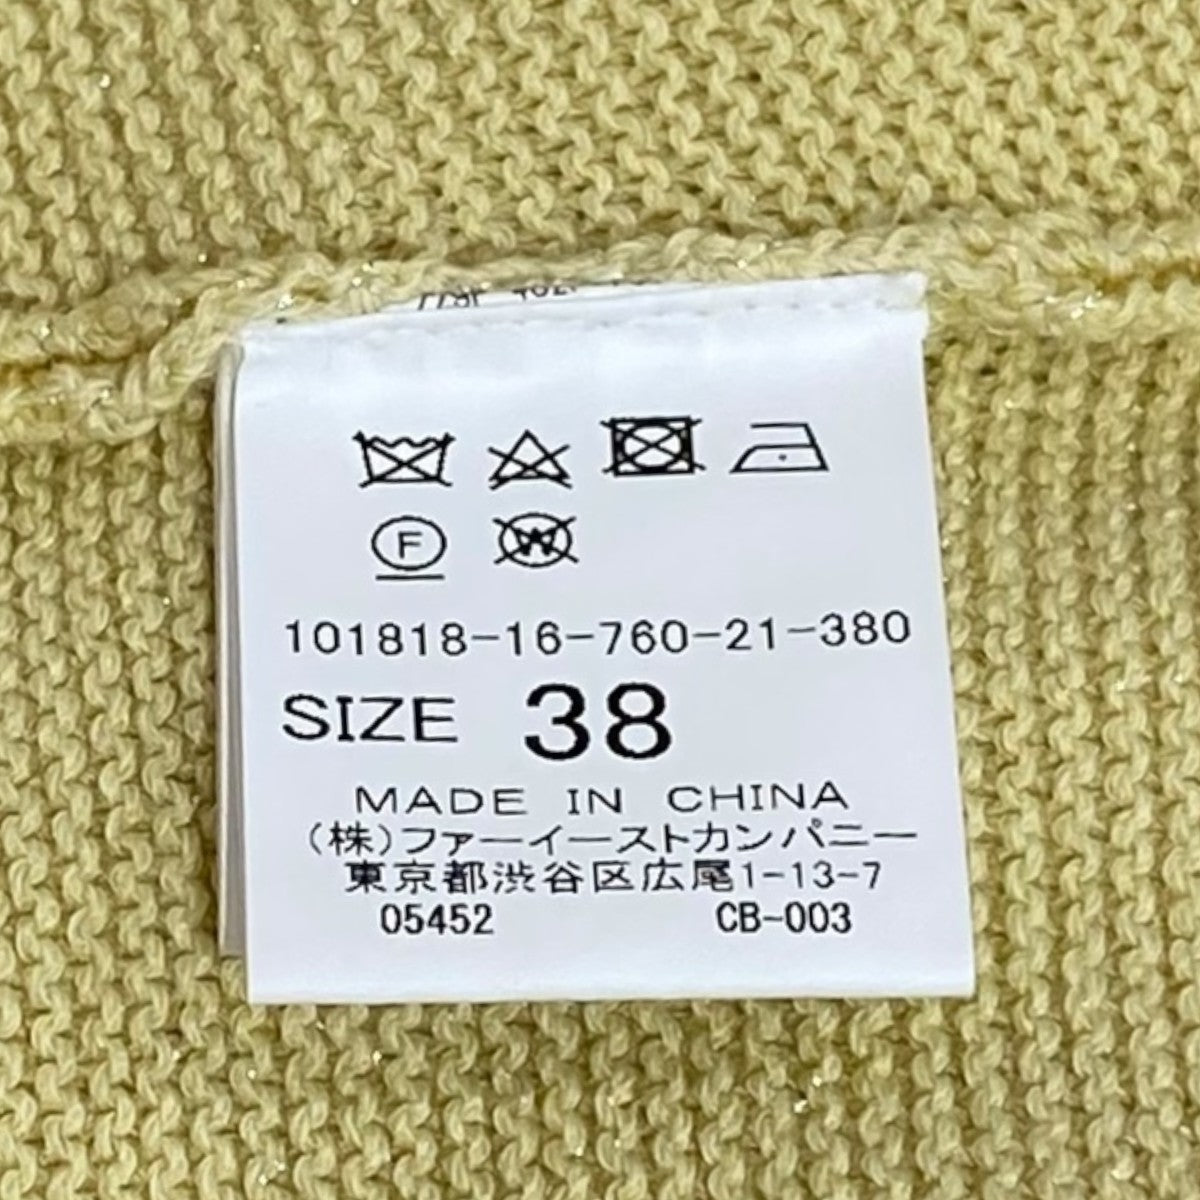 F
W
101818-16-760-21-380
SIZE 38
MADE IN CHINA
(株)ファーイーストカンパニー
東京都渋谷区広尾1-13-7
05452 CB-003